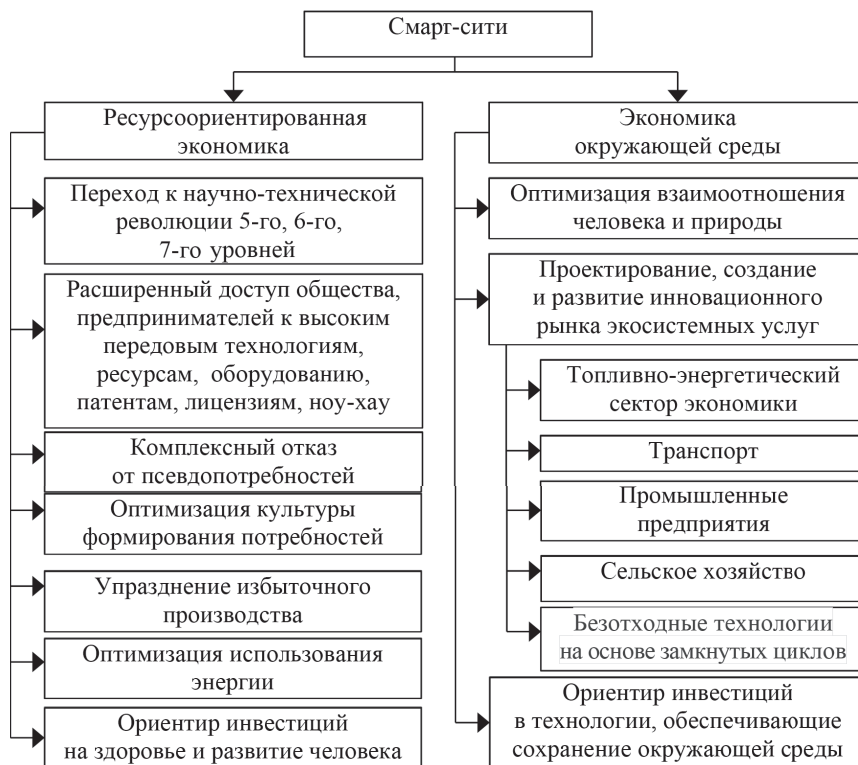 Смарт-сити
Ресурсоориентированная
экономика
Переход к научно-технической
революции 5-го, 6-го,
7-го уровней
Расширенный доступ общества,
предпринимателей к высоким
передовым технологиям,
ресурсам, оборудованию,
патентам, лицензиям, ноу-хау
Комплексный отказ
от псевдопотребностей
Оптимизация культуры
формирования потребностей
Упразднение избыточного
производства
Оптимизация использования
энергии
Ориентир инвестиций
на здоровье и развитие человека
Экономика
окружающей среды
Оптимизация взаимоотношения
человека и природы
Проектирование, создание
и развитие инновационного
рынка экосистемных услуг
Топливно-энергетический
сектор экономики
Транспорт
Промышленные
предприятия
Сельское хозяйство
Безотходные технологии
на основе замкнутых циклов
Ориентир инвестиций
в технологии, обеспечивающие
сохранение окружающей среды